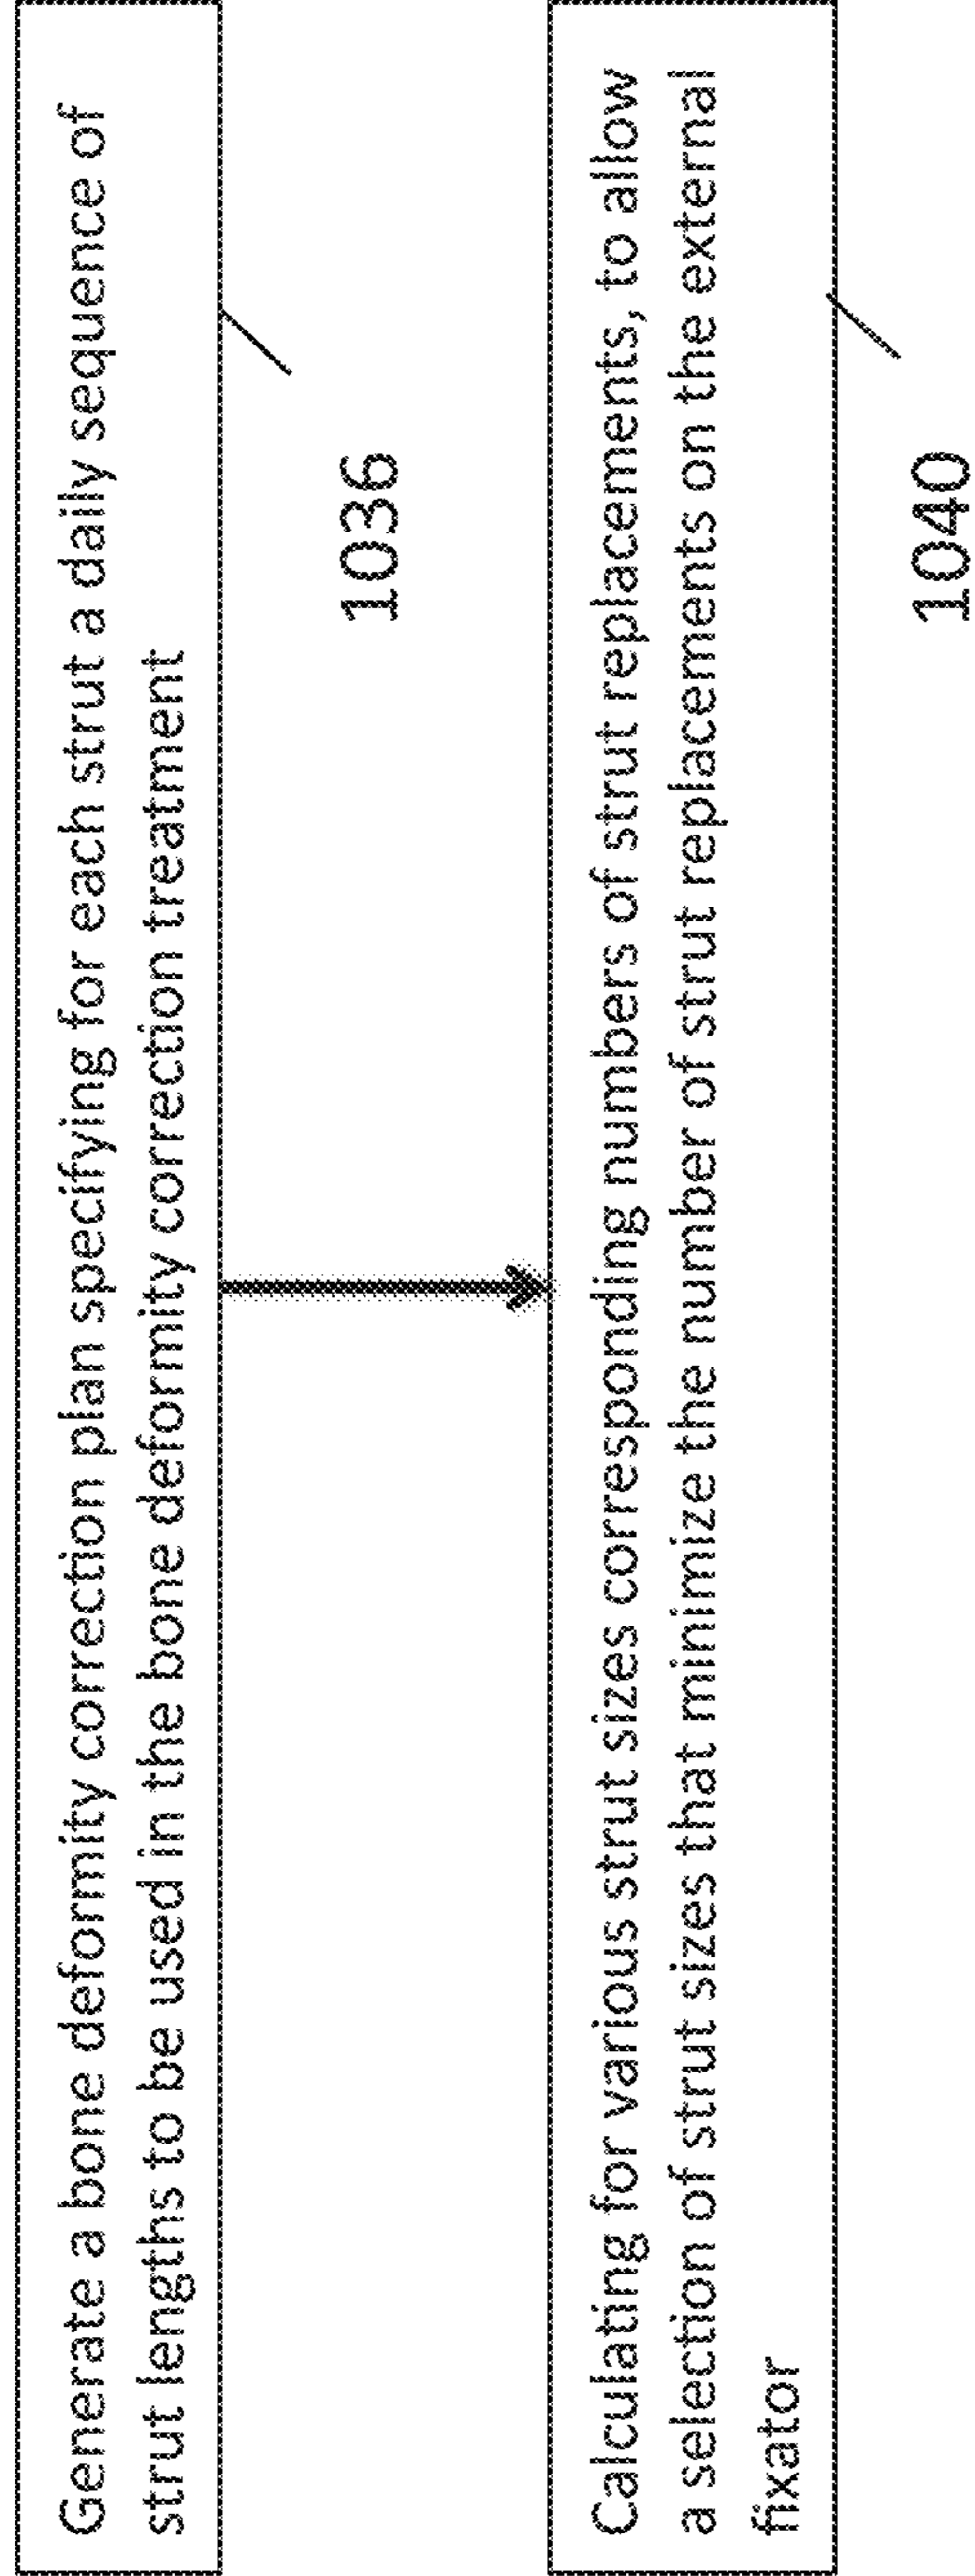 Generate a bone deformity correction plan specifying for each strut a daily sequence of
strut lengths to be used in the bone deformity correction treatment
1036
Calculating for various strut sizes corresponding numbers of strut replacements, to allow
a selection of strut sizes that minimize the number of strut replacements on the external
fixator
1040